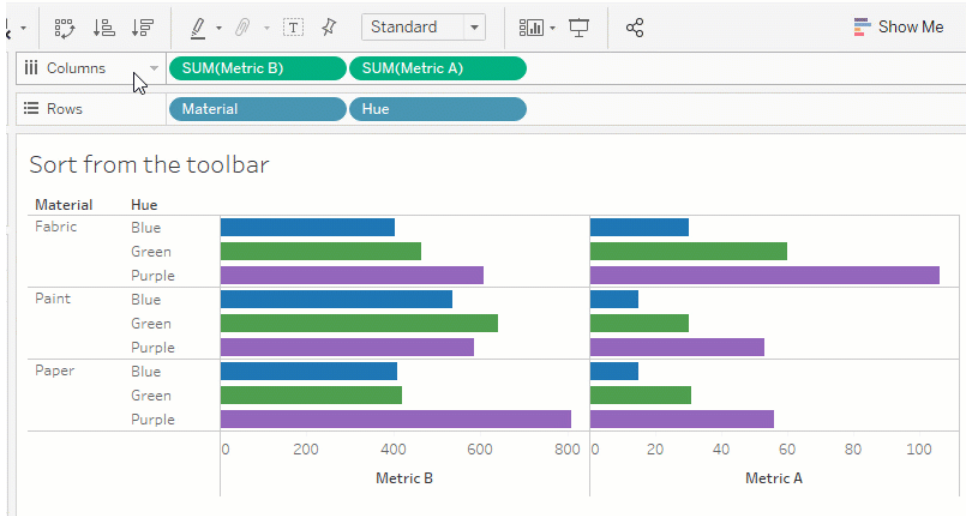 Standard Show Me
Columns SUM(Metric B) SUM(Metric A)
Rows Material Hue
Sort from the toolbar
Material Hue
Fabric Blue
Green
Purple
Paint Blue
Green
Purple
Paper Blue
Green
Purple
0 200 400 600 800 0 20 40 60 80 100
Metric B Metric A